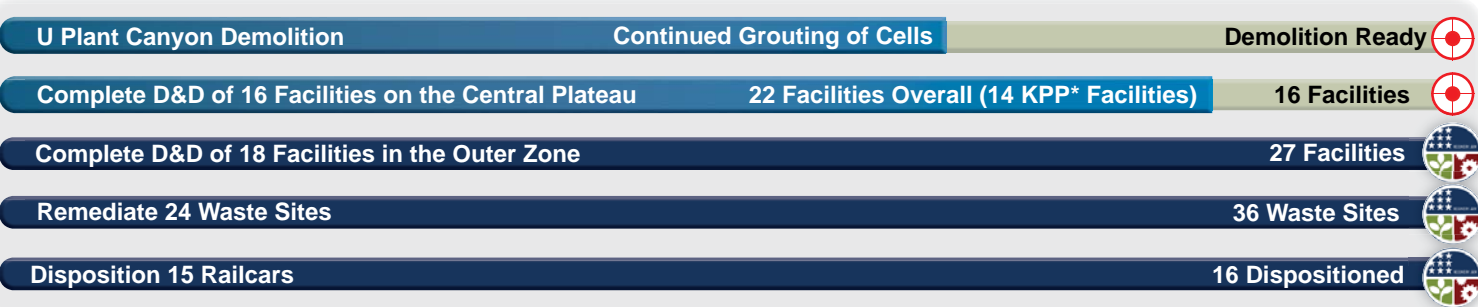 U Plant Canyon Demolition Continued Grouting of Cells Demolition Ready
Complete D&D of 16 Facilities on the Central Plateau 22 Facilities Overall (14 KPP* Facilities) 16 Facilities
Complete D&D of 18 Facilities in the Outer Zone 27 Facilities
Remediate 24 Waste Sites 36 Waste Sites
Disposition 15 Railcars 16 Dispositioned